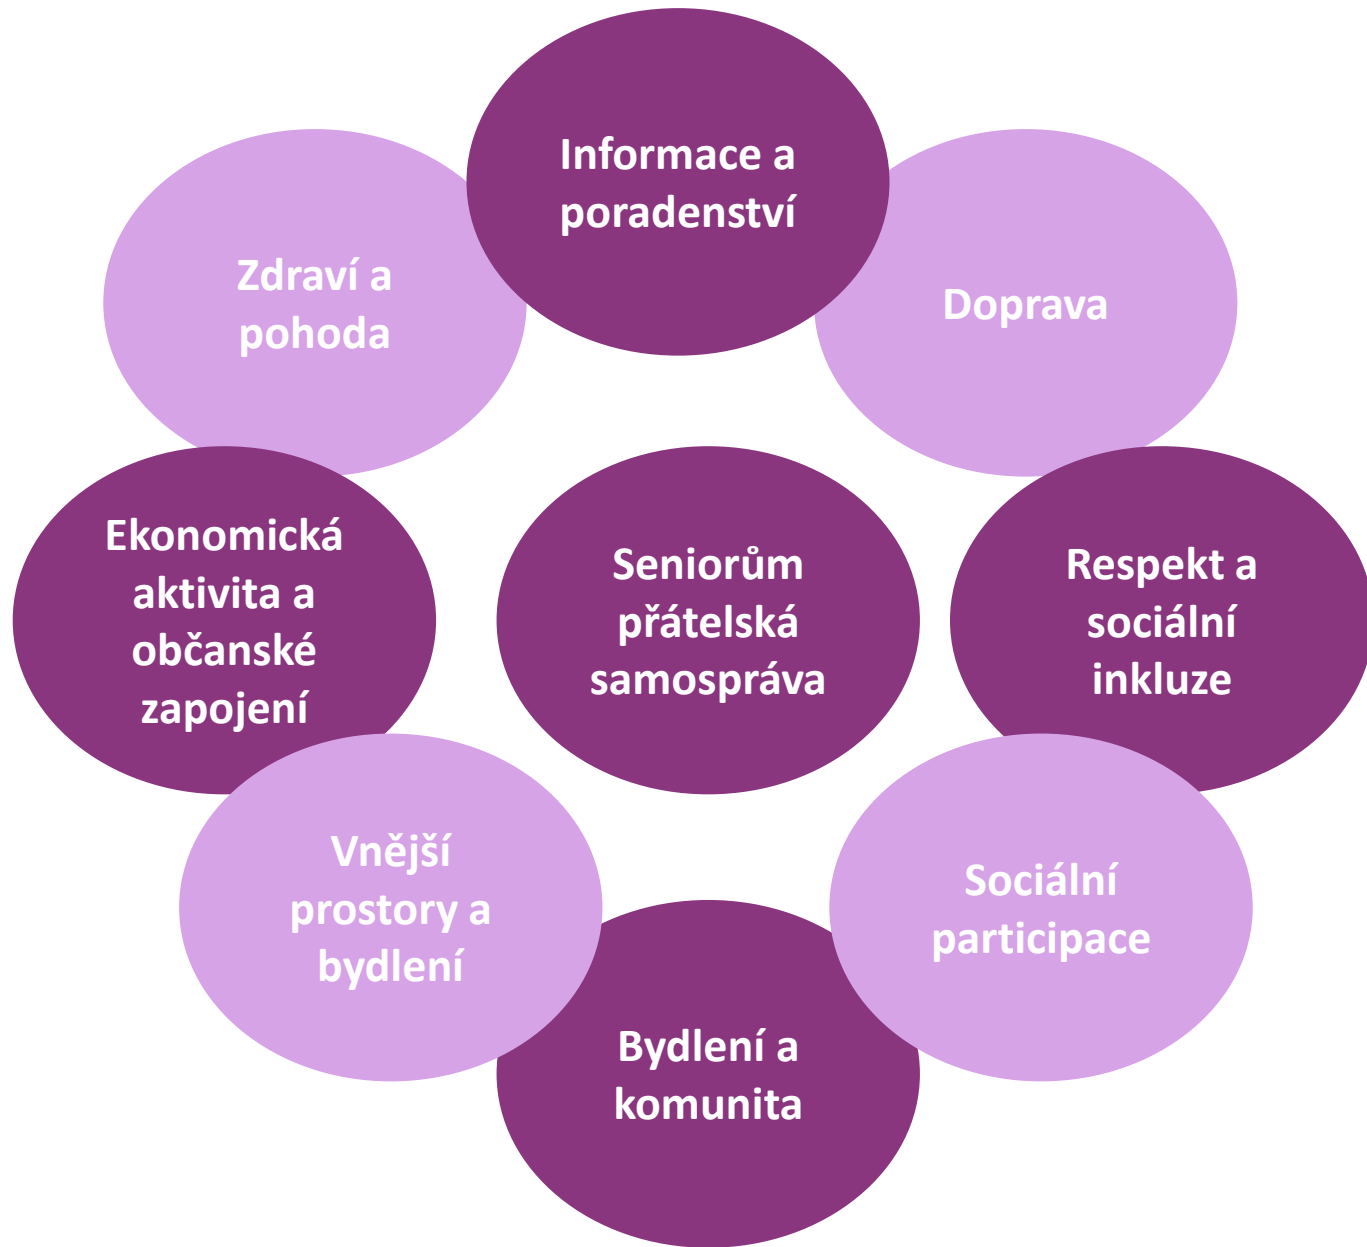 Informace a
poradenství
Zdraví a
pohoda
Doprava
Ekonomická
aktivita a
občanské
zapojení
Seniorům
přátelská
samospráva
Respekt a
sociální
inkluze
Vnější
prostory a
bydlení
Sociální
participace
Bydlení a
komunita